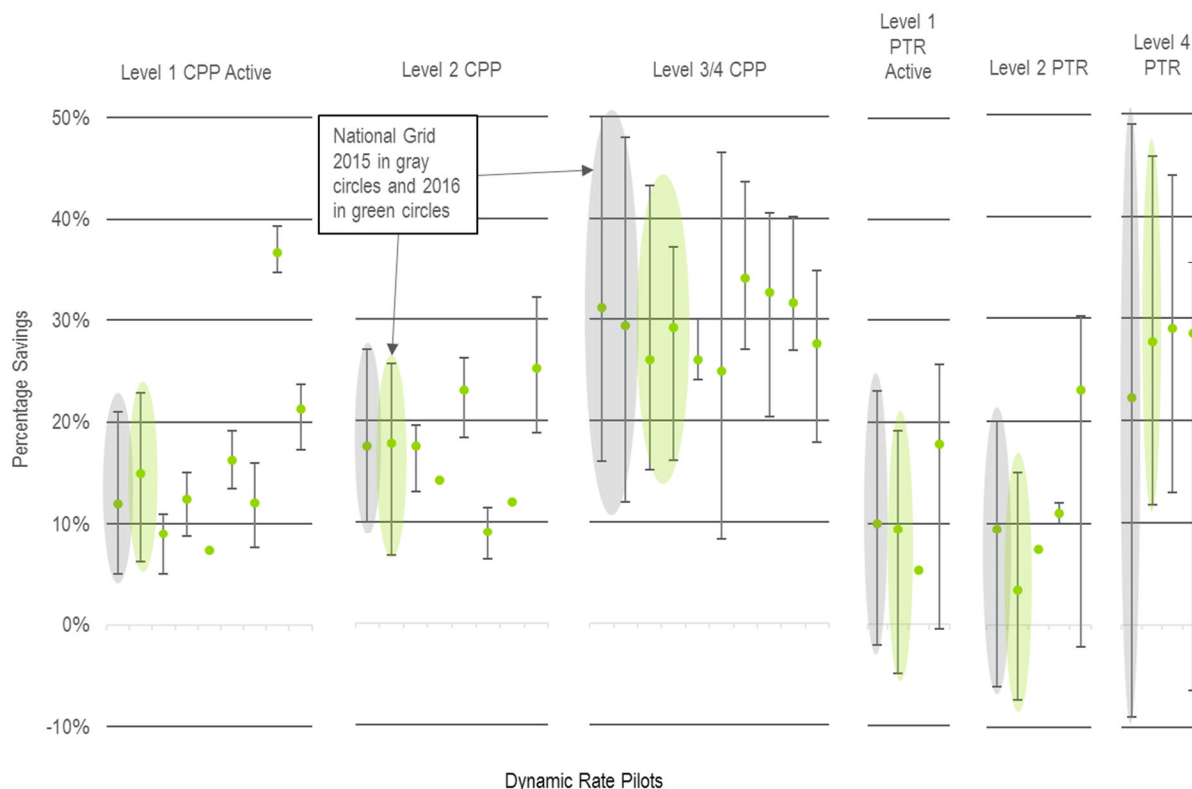 Level 1 CPP Active
Level 2 CPP
Level 3/4 CPP
Level 1
PTR
Active
Level 2 PTR
Level 4
PTR
National Grid
2015 in gray
circles and 2016
in green circles
Percentage Savings
50%
40%
30%
20%
10%
0%
-10%
Dynamic Rate Pilots